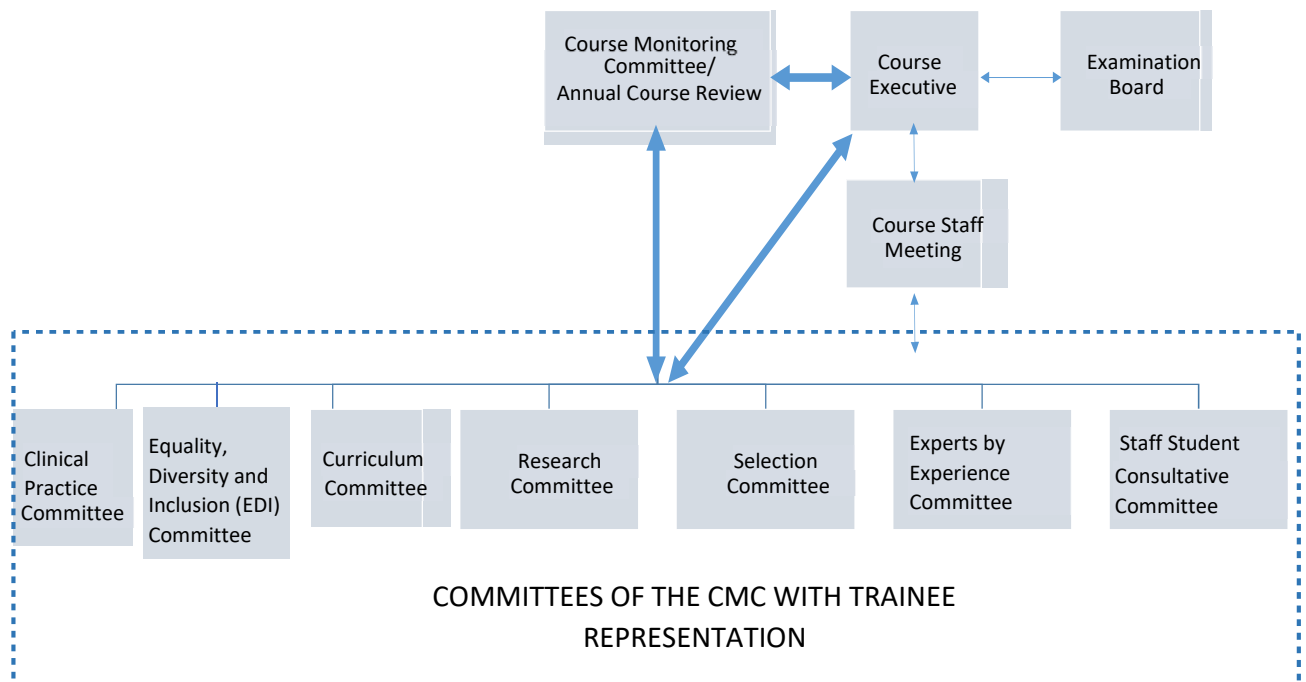 Course Monitoring
Committee/
Annual Course Review
Course
Executive
Examination
Board
Course Staff
Meeting
Clinical
Practice
Committee
Equality,
Diversity and
Inclusion (EDI)
Committee
Curriculum
Committee
Research
Committee
Selection
Committee
Experts by
Experience
Committee
Staff Student
Consultative
Committee
COMMITTEES OF THE CMC WITH TRAINEE
REPRESENTATION